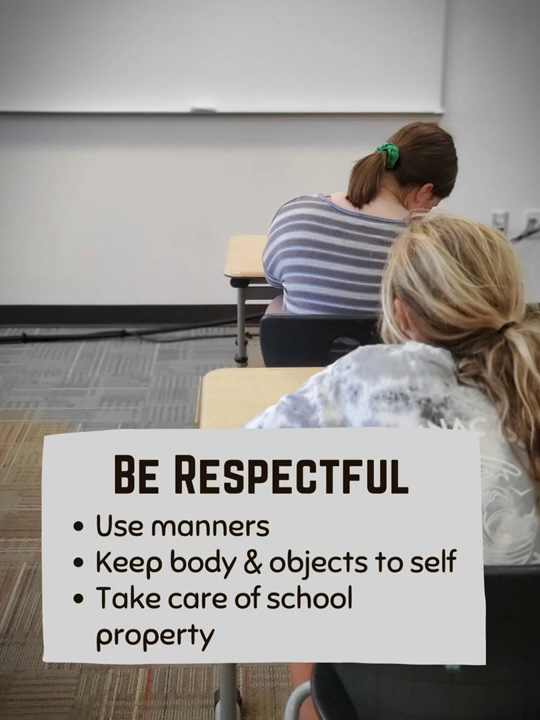 Be Respectful
• Use manners
• Keep body & objects to self
• Take care of school
property